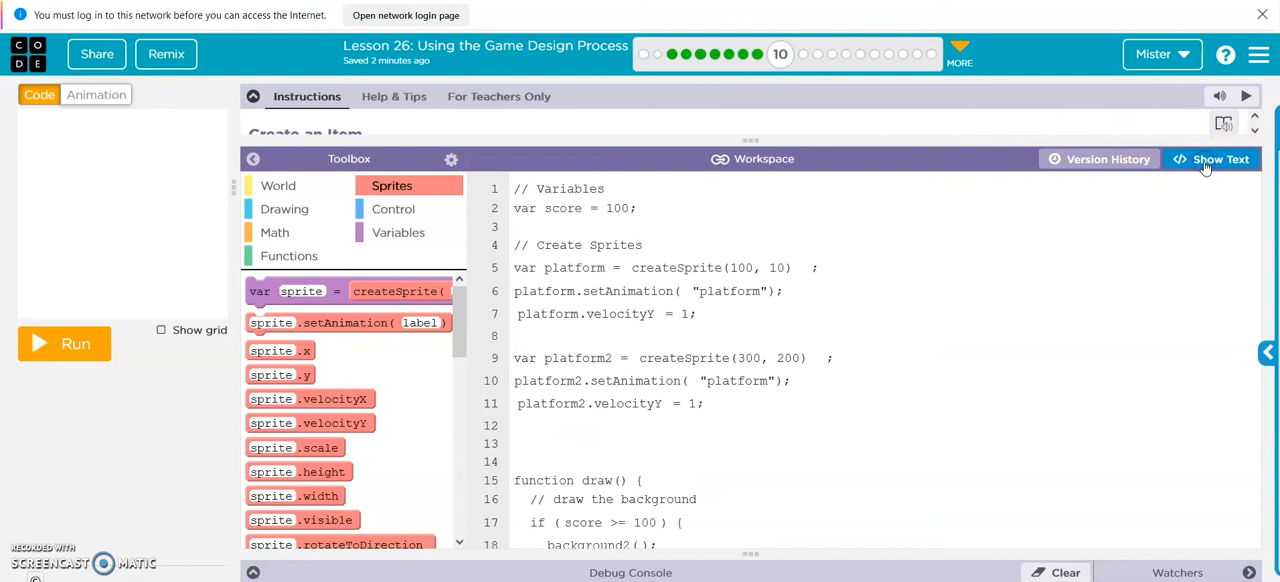 You must log in to this network before you can access the Internet. Open network login page
C O D E
Share
Remix
Lesson 26: Using the Game Design Process
Saved 2 minutes ago
10
MORE
Mister
?
Code
Animation
Instructions
Help & Tips
For Teachers Only
Create an Item
Toolbox
Workspace
Version History
</> Show Text
World
Sprites
Drawing
Control
Math
Variables
Functions
var sprite = createSprite(
sprite.setAnimation( label )
sprite.x
sprite.y
sprite.velocityX
sprite.velocityY
sprite.scale
sprite.height
sprite.width
sprite.visible
sprite.rotateToDirection
1 // Variables
2 var score = 100;
3
4 // Create Sprites
5 var platform = createSprite(100, 10) ;
6 platform.setAnimation( "platform");
7 platform.velocityY = 1;
8
9 var platform2 = createSprite(300, 200) ;
10 platform2.setAnimation( "platform");
11 platform2.velocityY = 1;
12
13
14
15 function draw() {
16 // draw the background
17 if (score >= 100) {
18 background2();
Show grid
Run
RECORDED WITH
SCREENCAST MATIC
Debug Console
Clear
Watchers